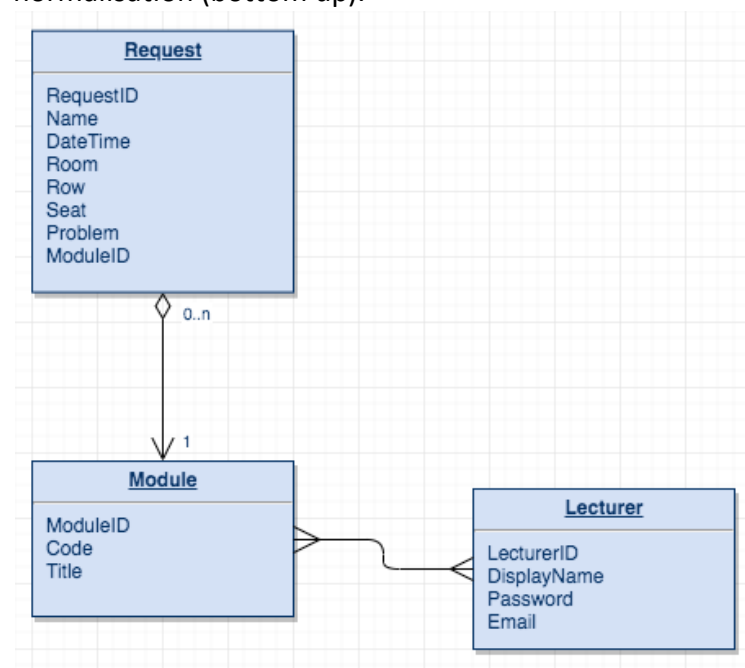 normalisation (bottom up).
Request
RequestID
Name
DateTime
Room
Row
Seat
Problem
ModuleID
0..n
1
Module
ModuleID
Code
Title
Lecturer
LecturerID
DisplayName
Password
Email